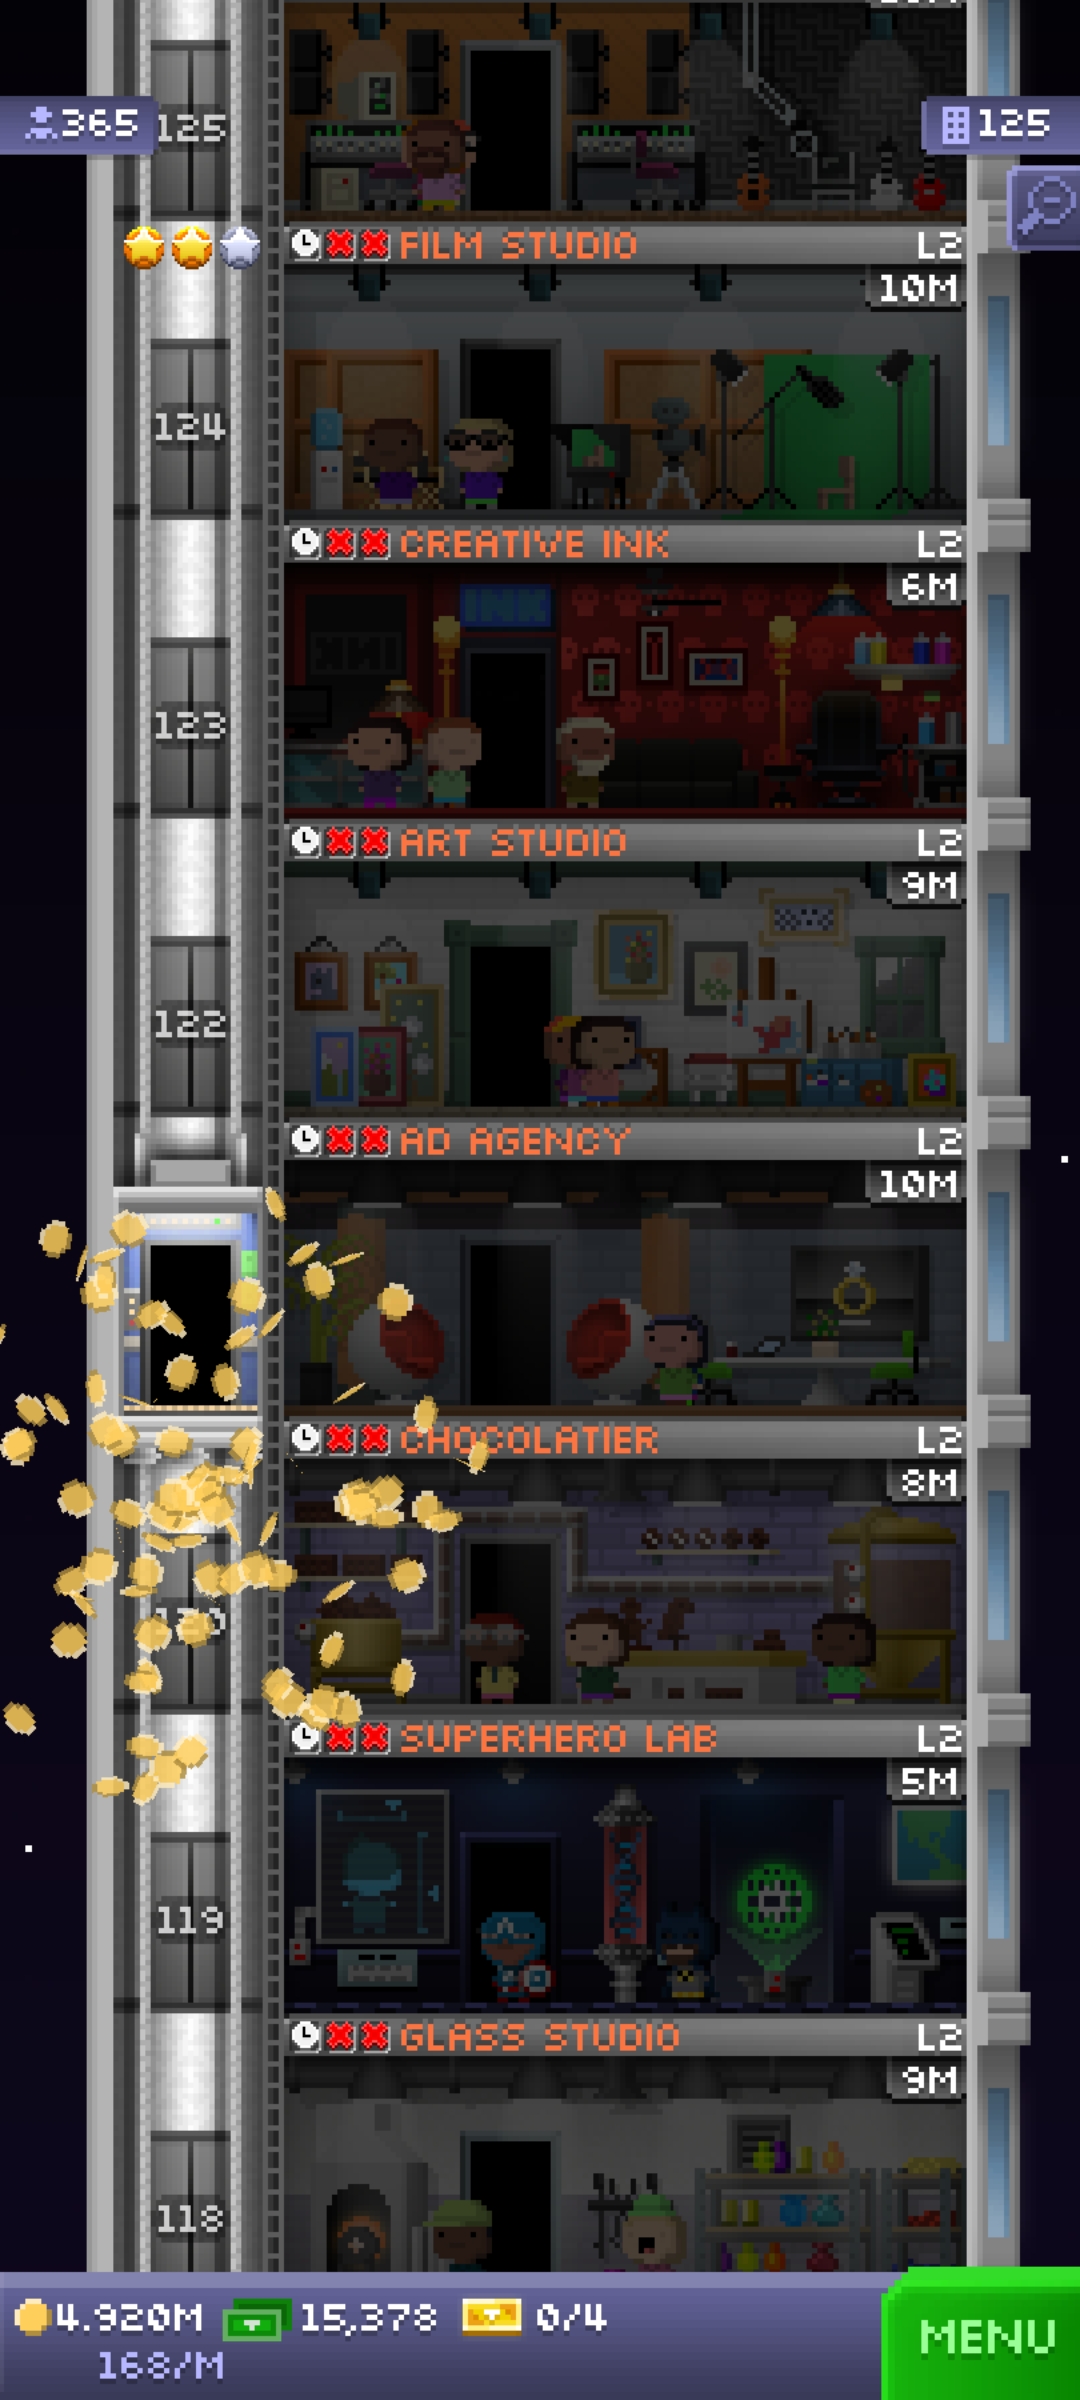 365
125
125
FILM STUDIO L2
10M
124
CREATIVE INK L2
6M
INK
123
ART STUDIO L2
9M
122
AD AGENCY L2
10M
CHOCOLATIER L2
8M
SUPERHERO LAB L2
5M
119
GLASS STUDIO L2
9M
118
4.920M 15,378 0/4
168/M
MENU